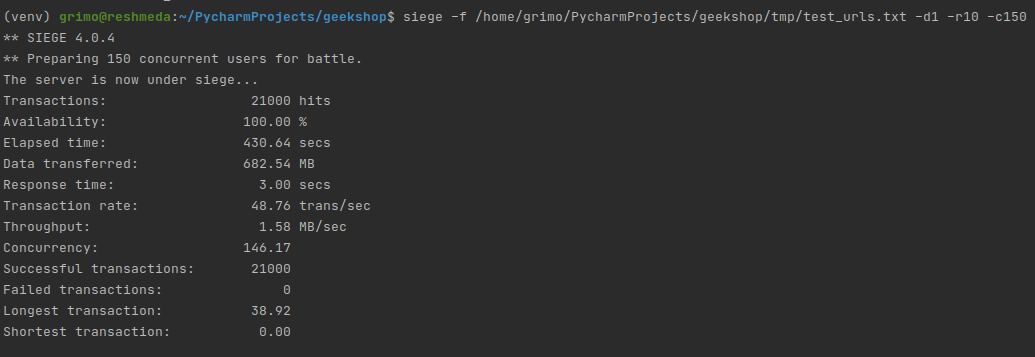 (venv) grimo@reshmeda:~/PycharmProjects/geekshop$ siege -f /home/grimo/PycharmProjects/geekshop/tmp/test_urls.txt -d1 -r10 -c150
** SIEGE 4.0.4
** Preparing 150 concurrent users for battle.
The server is now under siege...
Transactions: 21000 hits
Availability: 100.00 %
Elapsed time: 430.64 secs
Data transferred: 682.54 MB
Response time: 3.00 secs
Transaction rate: 48.76 trans/sec
Throughput: 1.58 MB/sec
Concurrency: 146.17
Successful transactions: 21000
Failed transactions: 0
Longest transaction: 38.92
Shortest transaction: 0.00